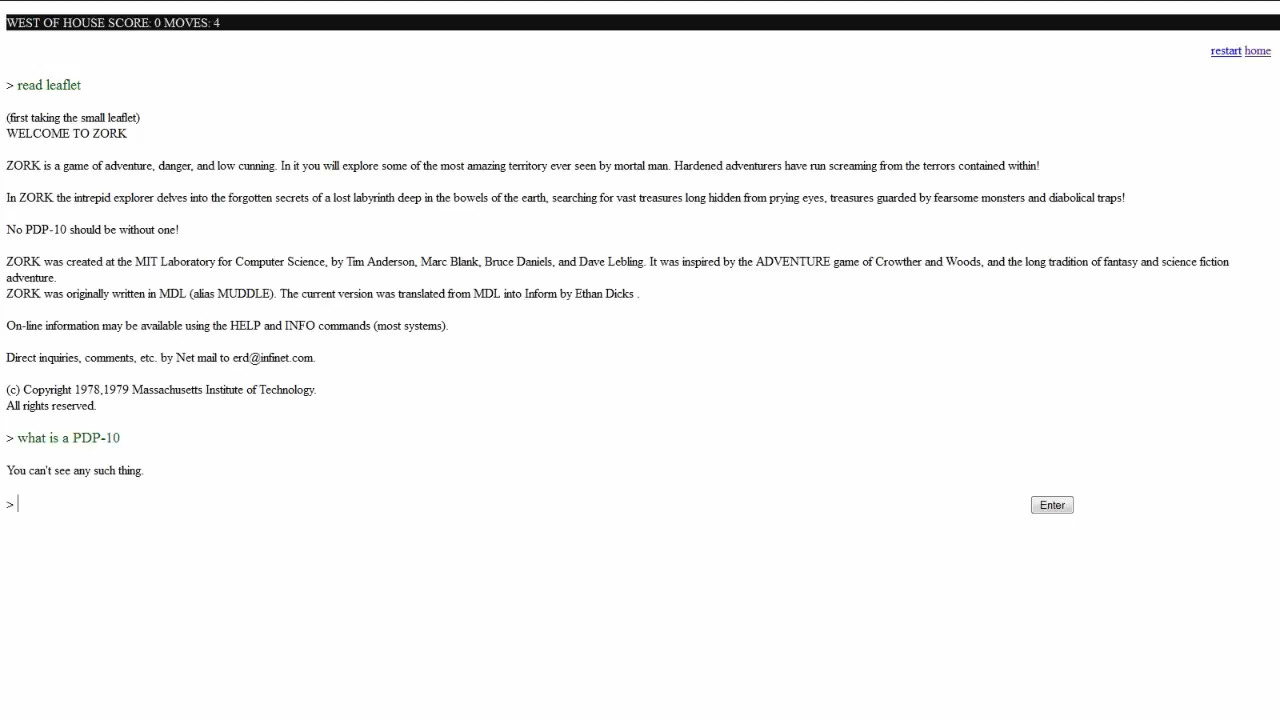 WEST OF HOUSE SCORE: 0 MOVES: 4
restart home
> read leaflet
(first taking the small leaflet)
WELCOME TO ZORK
ZORK is a game of adventure, danger, and low cunning. In it you will explore some of the most amazing territory ever seen by mortal man. Hardened adventurers have run screaming from the terrors contained within!
In ZORK the intrepid explorer delves into the forgotten secrets of a lost labyrinth deep in the bowels of the earth, searching for vast treasures long hidden from prying eyes, treasures guarded by fearsome monsters and diabolical traps!
No PDP-10 should be without one!
ZORK was created at the MIT Laboratory for Computer Science, by Tim Anderson, Marc Blank, Bruce Daniels, and Dave Lebling. It was inspired by the ADVENTURE game of Crowther and Woods, and the long tradition of fantasy and science fiction
adventure.
ZORK was originally written in MDL (alias MUDDLE). The current version was translated from MDL into Inform by Ethan Dicks .
On-line information may be available using the HELP and INFO commands (most systems).
Direct inquiries, comments, etc. by Net mail to erd@infinet.com.
(c) Copyright 1978,1979 Massachusetts Institute of Technology.
All rights reserved.
> what is a PDP-10
You can't see any such thing.
>
Enter